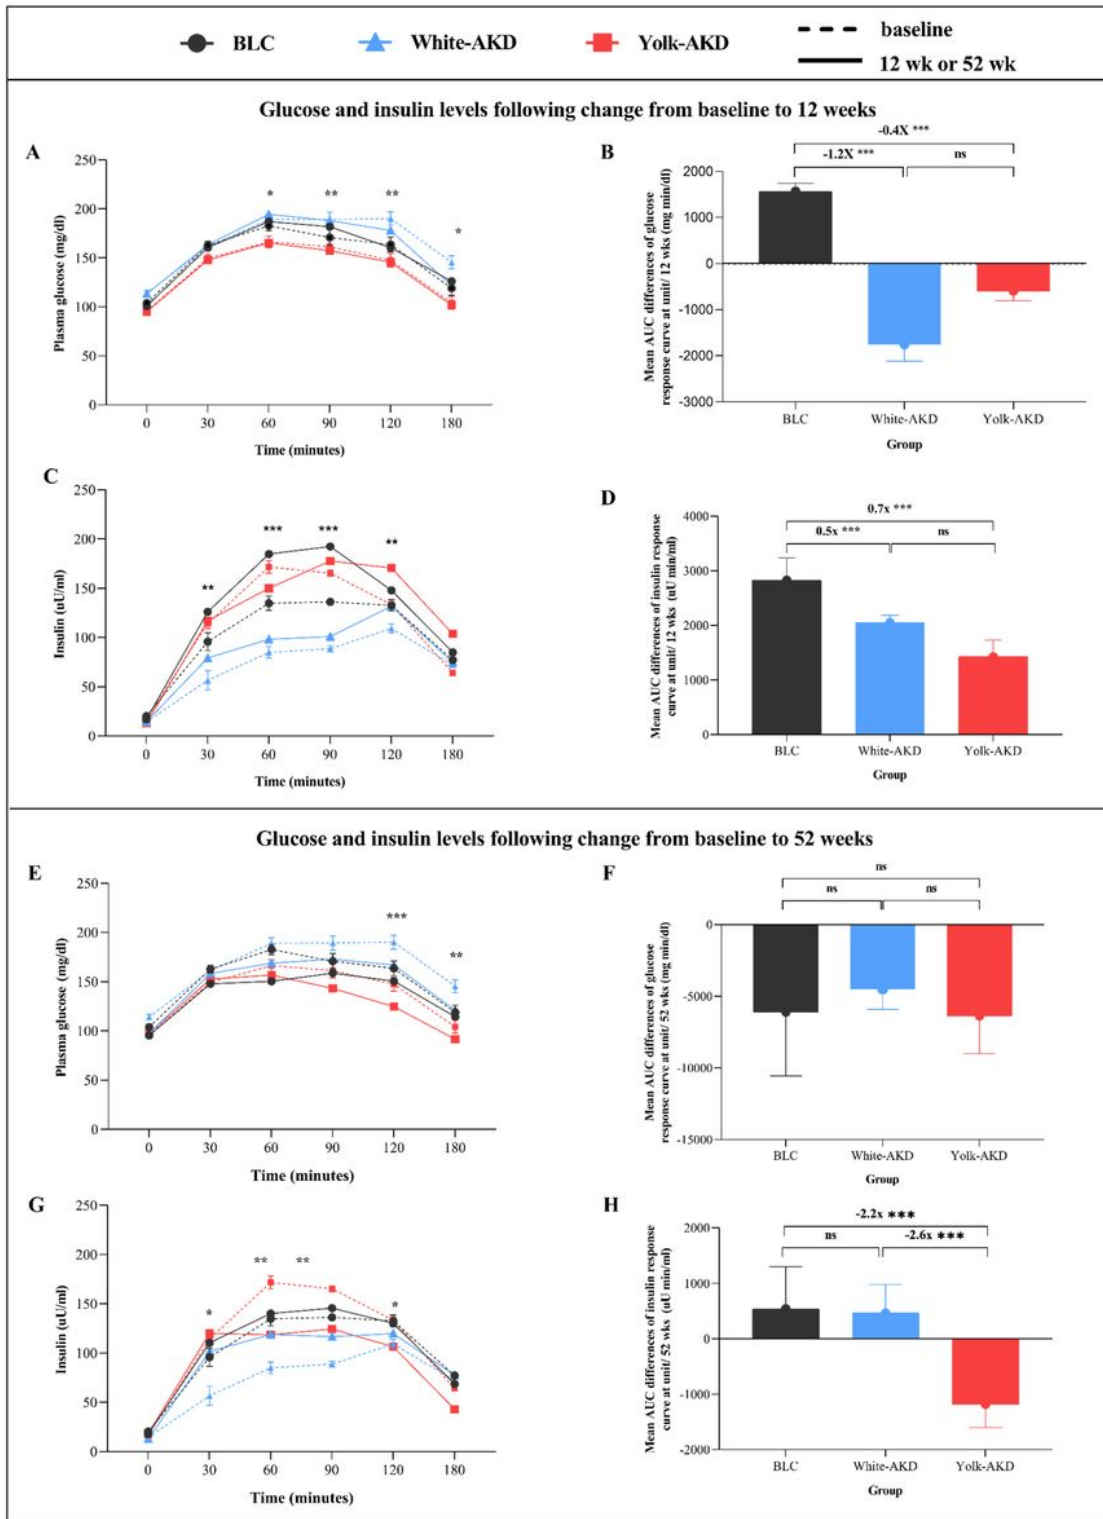 BLC
White-AKD
Yolk-AKD
baseline
12 wk or 52 wk
Glucose and insulin levels following change from baseline to 12 weeks
A
250
200
150
100
50
0
Plasma glucose (mg/dl)
*
**
**
*
0 30 60 90 120 180
Time (minutes)
B
-0.4X ***
-1.2X ***
ns
2000
1000
0
-1000
-2000
-3000
Mean AUC differences of glucose
response curve at unit/ 12 wks (mg min/dl)
BLC White-AKD Yolk-AKD
Group
C
250
200
150
100
50
0
Insulin (uU/ml)
**
***
***
**
0 30 60 90 120 180
Time (minutes)
D
0.7x ***
0.5x ***
ns
4000
3000
2000
1000
0
Mean AUC differences of insulin response
curve at unit/ 12 wks (uU min/ml)
BLC White-AKD Yolk-AKD
Group
Glucose and insulin levels following change from baseline to 52 weeks
E
250
200
150
100
50
0
Plasma glucose (mg/dl)
***
**
0 30 60 90 120 180
Time (minutes)
F
ns
ns
ns
0
-5000
-10000
-15000
Mean AUC differences of glucose
response curve at unit/ 52 wks (mg min/dl)
BLC White-AKD Yolk-AKD
Group
G
250
200
150
100
50
0
Insulin (uU/ml)
*
**
**
*
0 30 60 90 120 180
Time (minutes)
H
-2.2x ***
ns
-2.6x ***
2000
1000
0
-1000
-2000
Mean AUC differences of insulin response
curve at unit/ 52 wks (uU min/ml)
BLC White-AKD Yolk-AKD
Group